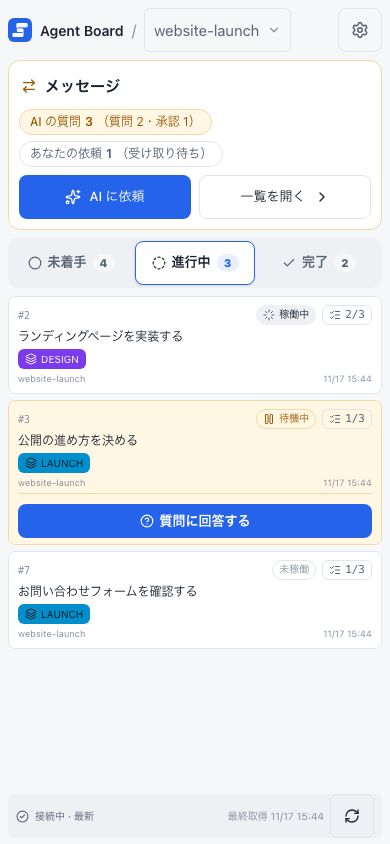 Agent Board / website-launch
メッセージ
AI の質問 3 （質問 2・承認 1）
あなたの依頼 1 （受け取り待ち）
AI に依頼 一覧を開く
未着手 4 進行中 3 完了 2
#2 稼働中 2/3
ランディングページを実装する
DESIGN
website-launch 11/17 15:44
#3 待機中 1/3
公開の進め方を決める
LAUNCH
website-launch 11/17 15:44
質問に回答する
#7 未稼働 1/3
お問い合わせフォームを確認する
LAUNCH
website-launch 11/17 15:44
接続中・最新 最終取得 11/17 15:44